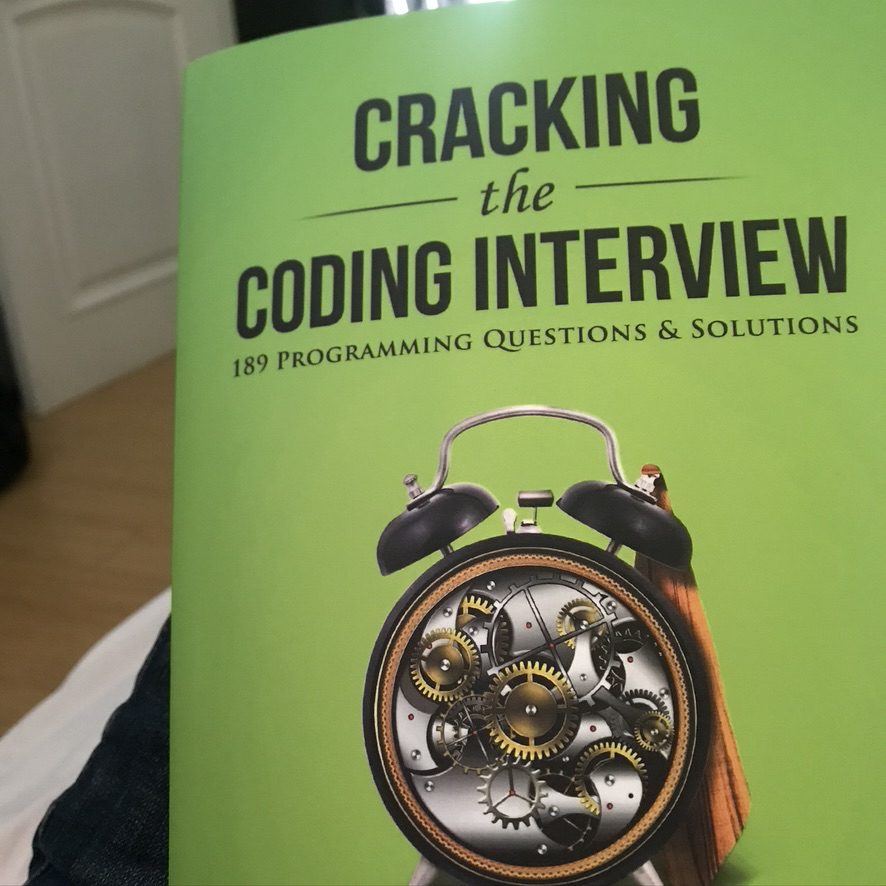 CRACKING
the
CODING INTERVIEW
189 PROGRAMMING QUESTIONS & SOLUTIONS